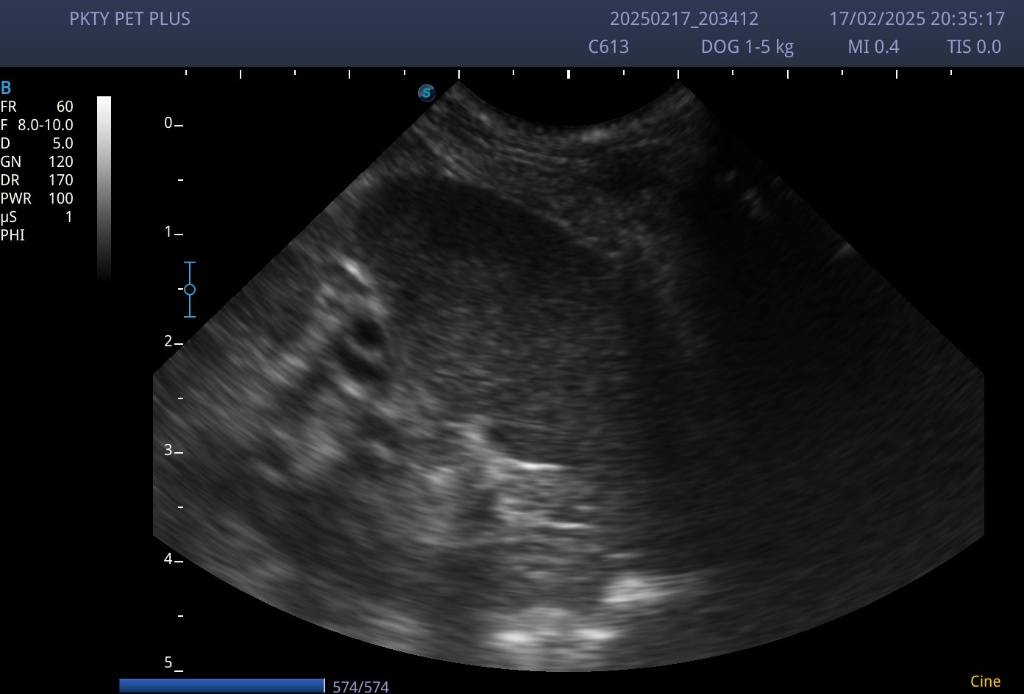 PKTY PET PLUS 20250217_203412 17/02/2025 20:35:17
C613 DOG 1-5 kg MI 0.4 TIS 0.0
B
FR 60
F 8.0-10.0
D 5.0
GN 120
DR 170
PWR 100
µS 1
PHI
S
0
1
2
3
4
5
574/574
Cine